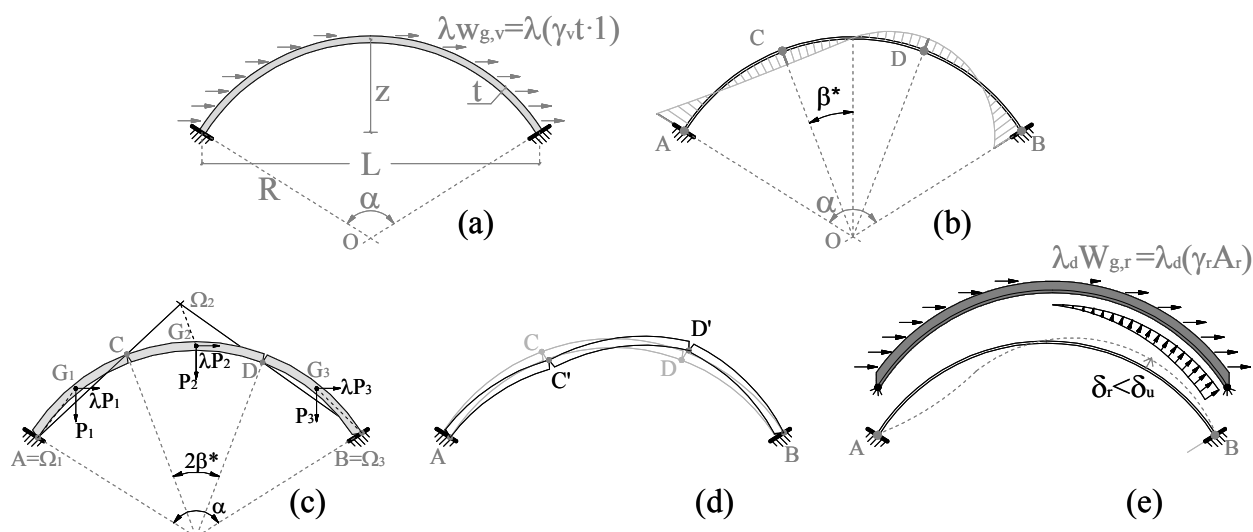 λw_g,v=λ(γ_v t·1)
z
t
L
R
α
O
(a)
C
D
β*
A
B
α
O
(b)
Ω₂
C
G₂
λP₂
P₂
D
G₁
λP₁
P₁
G₃
λP₃
P₃
A=Ω₁
B=Ω₃
2β*
α
(c)
C
D'
C'
D
A
B
(d)
λ_d W_g,r=λ_d(γ_r A_r)
δ_r<δ_u
A
B
(e)